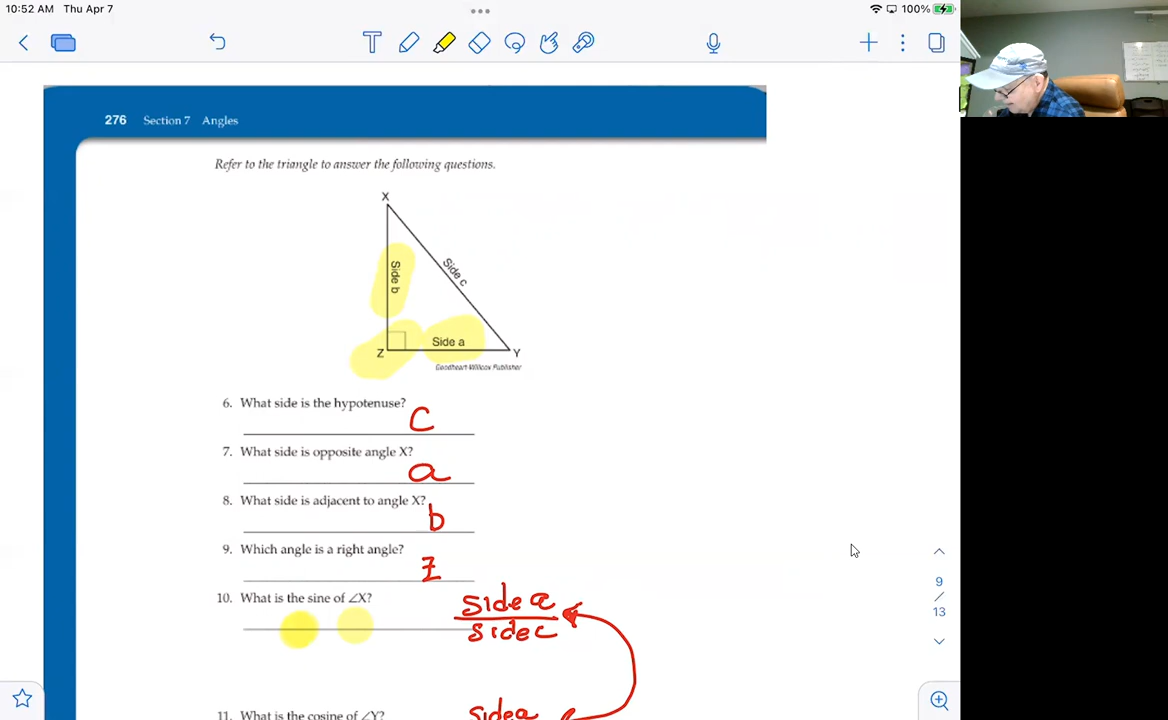 10:52 AM Thu Apr 7
100%
T
276 Section 7 Angles
Refer to the triangle to answer the following questions.
X
Side b
Side c
Side a
Z
Y
Goodheart-Willcox Publisher
6. What side is the hypotenuse?
c
7. What side is opposite angle X?
a
8. What side is adjacent to angle X?
b
9. Which angle is a right angle?
Z
10. What is the sine of ∠X?
side a
side c
9
/
13
11. What is the cosine of ∠Y?
side a